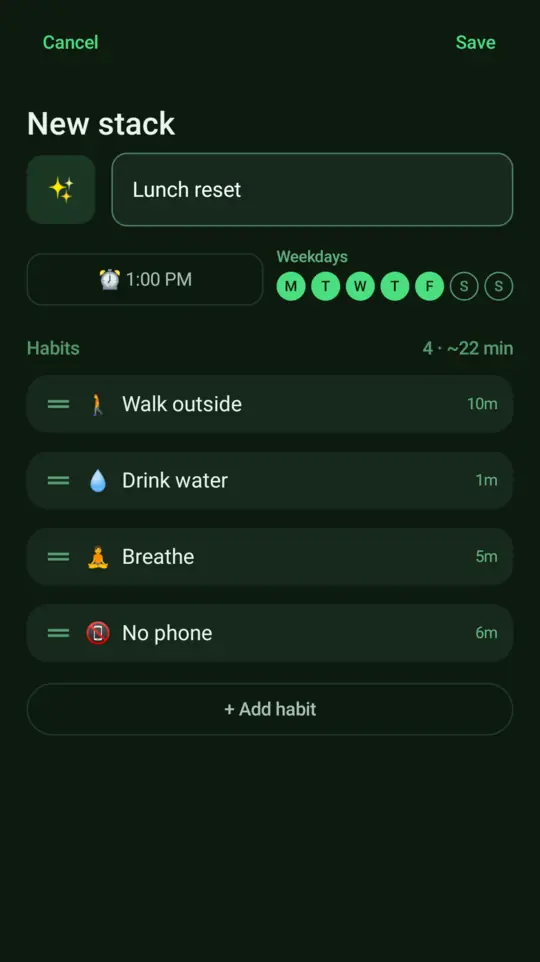 Cancel Save
New stack
Lunch reset
Weekdays
1:00 PM
M T W T F S S
Habits 4 · ~22 min
Walk outside 10m
Drink water 1m
Breathe 5m
No phone 6m
+ Add habit